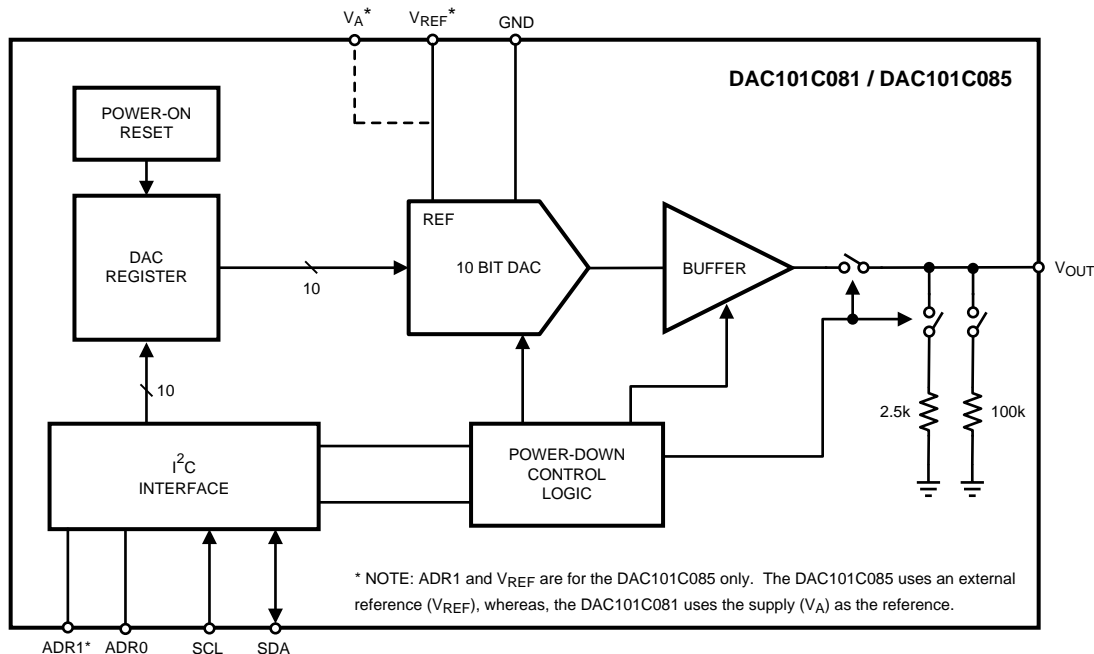 VA* VREF* GND
DAC101C081 / DAC101C085
POWER-ON
RESET
REF
DAC
REGISTER
10
10 BIT DAC
BUFFER
VOUT
10
2.5k
100k
I2C
INTERFACE
POWER-DOWN
CONTROL
LOGIC
* NOTE: ADR1 and VREF are for the DAC101C085 only. The DAC101C085 uses an external
reference (VREF), whereas, the DAC101C081 uses the supply (VA) as the reference.
ADR1* ADR0 SCL SDA